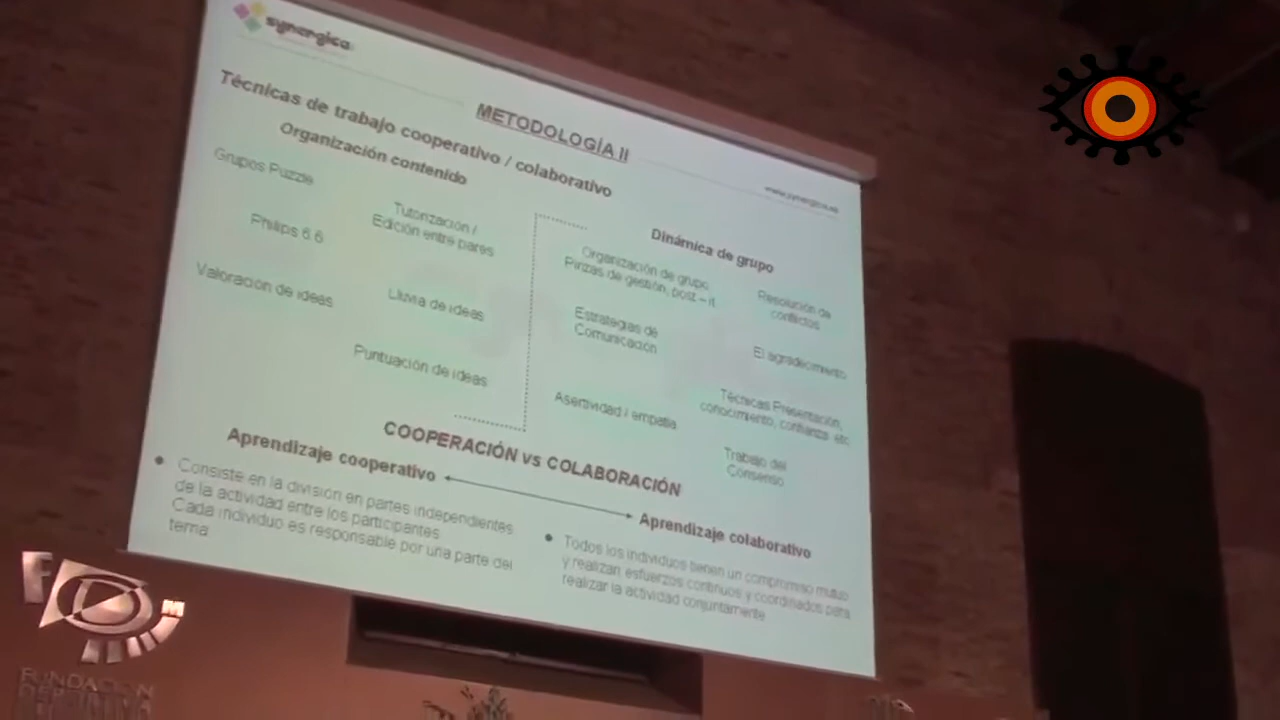 synergica
METODOLOGÍA II
www.synergica.es
Técnicas de trabajo cooperativo / colaborativo
Organización contenido
Grupos Puzzle
Tutorización /
Edición entre pares
Philips 6.6
Valoración de ideas
Lluvia de ideas
Puntuación de ideas
Dinámica de grupo
Organización de grupo
Pinzas de gestión, post – it
Resolución de
conflictos
Estrategias de
Comunicación
El agradecimiento
Asertividad / empatía
Técnicas Presentación,
conocimiento, confianza etc
Trabajo del
Consenso
COOPERACIÓN vs COLABORACIÓN
Aprendizaje cooperativo
• Consiste en la división en partes independientes
de la actividad entre los participantes
Cada individuo es responsable por una parte del
tema
Aprendizaje colaborativo
• Todos los individuos tienen un compromiso mutuo
y realizan esfuerzos continuos y coordinados para
realizar la actividad conjuntamente
F D M
FUNDACION
DEPORTIVA